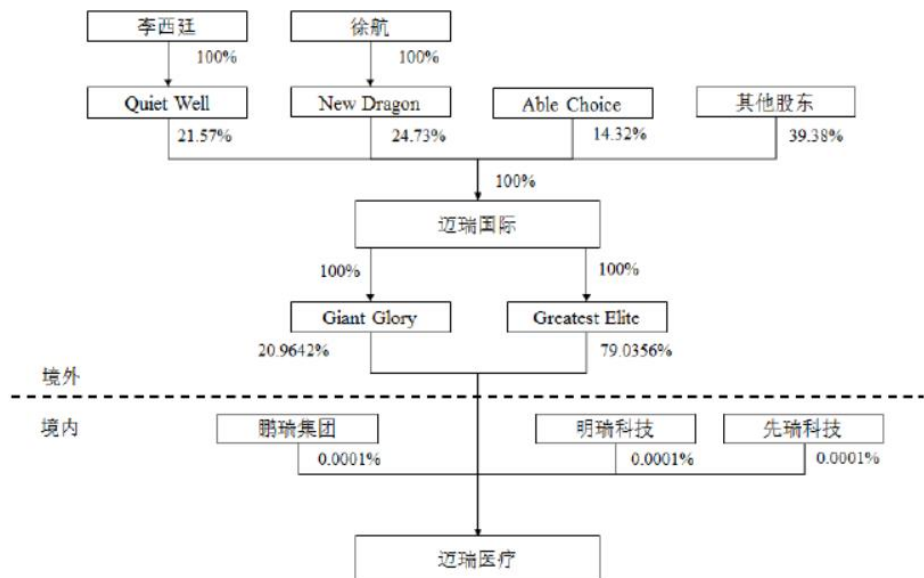 李西廷
徐航
100%
100%
Quiet Well
New Dragon
Able Choice
其他股东
21.57%
24.73%
14.32%
39.38%
100%
迈瑞国际
100%
100%
Giant Glory
Greatest Elite
20.9642%
79.0356%
境外
境内
鹏瑞集团
明瑞科技
先瑞科技
0.0001%
0.0001%
0.0001%
迈瑞医疗